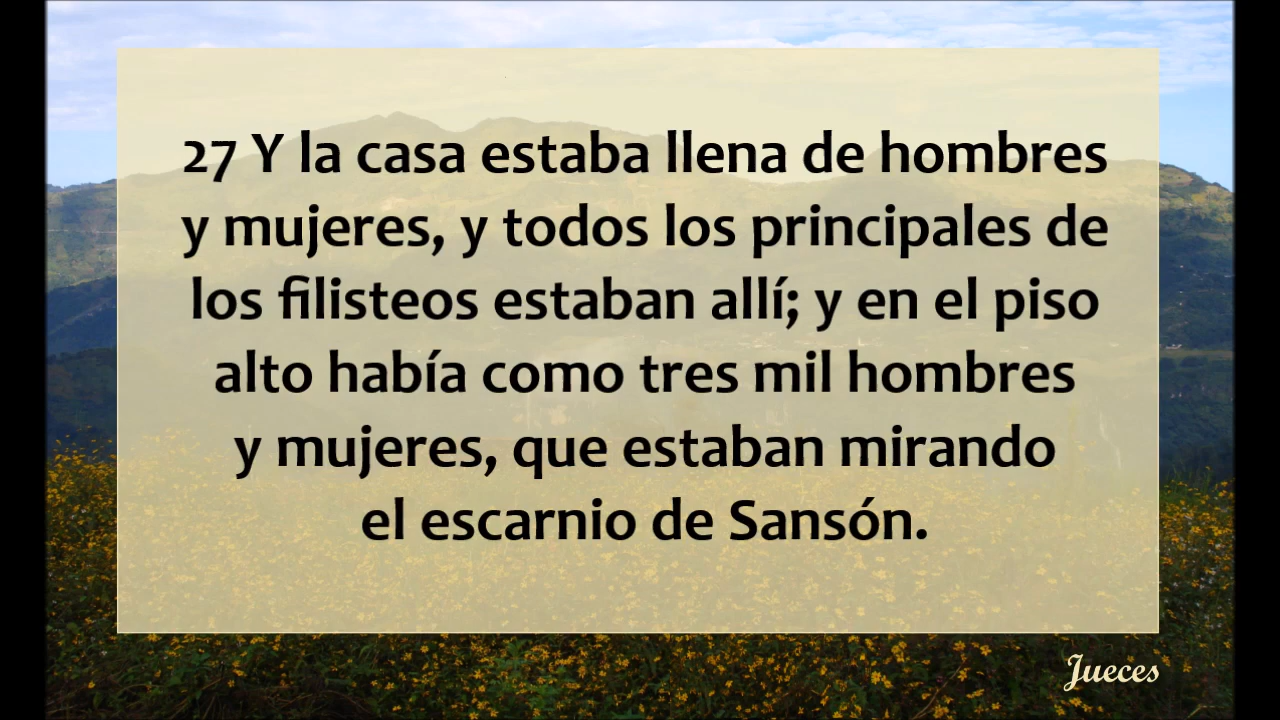 27 Y la casa estaba llena de hombres
y mujeres, y todos los principales de
los filisteos estaban allí; y en el piso
alto había como tres mil hombres
y mujeres, que estaban mirando
el escarnio de Sansón.
Jueces